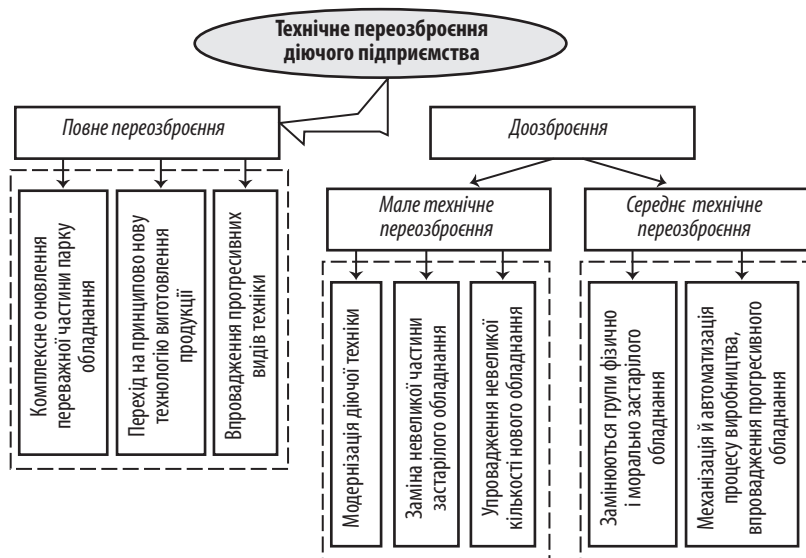 Технічне переозброєння
діючого підприємства
Повне переозброєння
Доозброєння
Мале технічне
переозброєння
Середнє технічне
переозброєння
Комплексне оновлення
переважної частини парку
обладнання
Перехід на принципово нову
технологію виготовлення
продукції
Впровадження прогресивних
видів техніки
Модернізація діючої техніки
Заміна невеликої частини
застарілого обладнання
Упровадження невеликої
кількості нового обладнання
Замінюються групи фізично
і морально застарілого
обладнання
Механізація й автоматизація
процесу виробництва,
впровадження прогресивного
обладнання